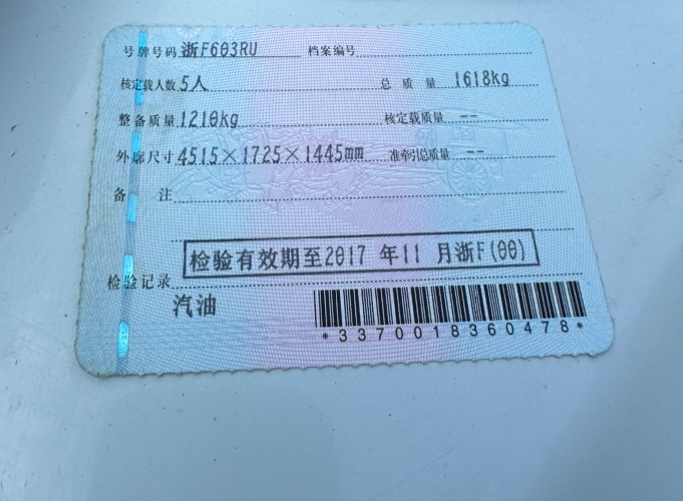 号牌号码 浙F603RU 档案编号
核定载人数 5人 总质量 1618kg
整备质量 1210kg 核定载质量 --
外廓尺寸 4515×1725×1445mm 准牵引总质量 --
备注
检验有效期至2017 年11 月浙F(00)
检验记录
汽油
*3370018360478*